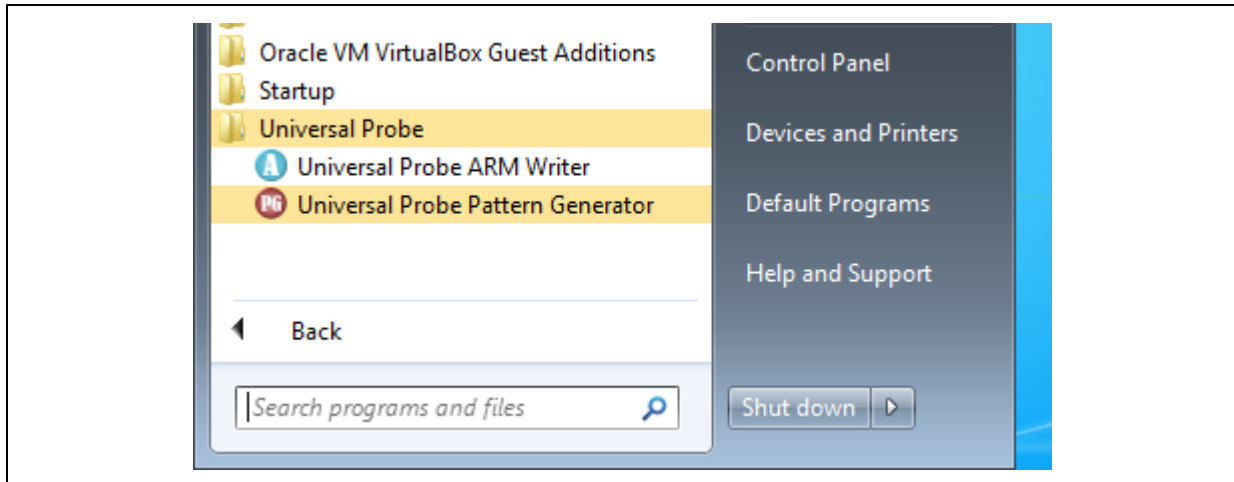 Oracle VM VirtualBox Guest Additions
Startup
Universal Probe
A Universal Probe ARM Writer
PG Universal Probe Pattern Generator
Back
Search programs and files
Control Panel
Devices and Printers
Default Programs
Help and Support
Shut down